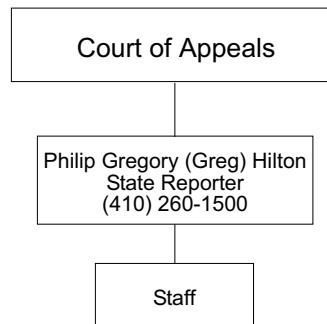 Court of Appeals
Philip Gregory (Greg) Hilton
State Reporter
(410) 260-1500
Staff